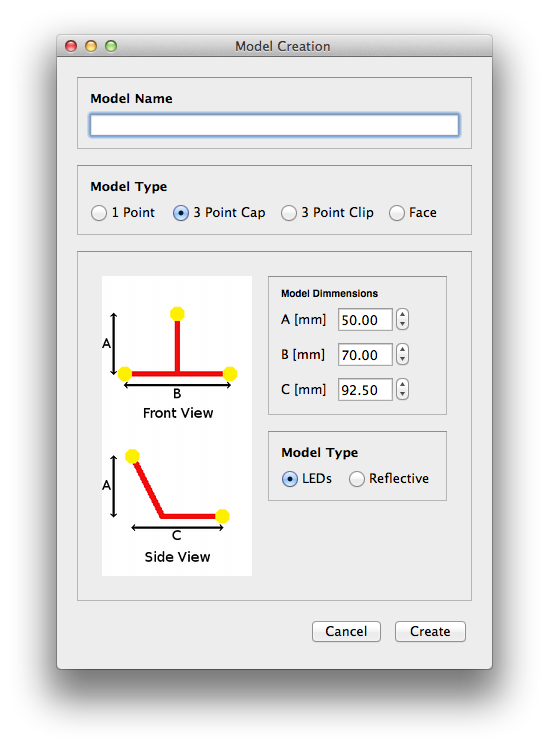 Model Creation
Model Name
Model Type
1 Point 3 Point Cap 3 Point Clip Face
A
B
Front View
A
C
Side View
Model Dimmensions
A [mm] 50.00
B [mm] 70.00
C [mm] 92.50
Model Type
LEDs Reflective
Cancel Create